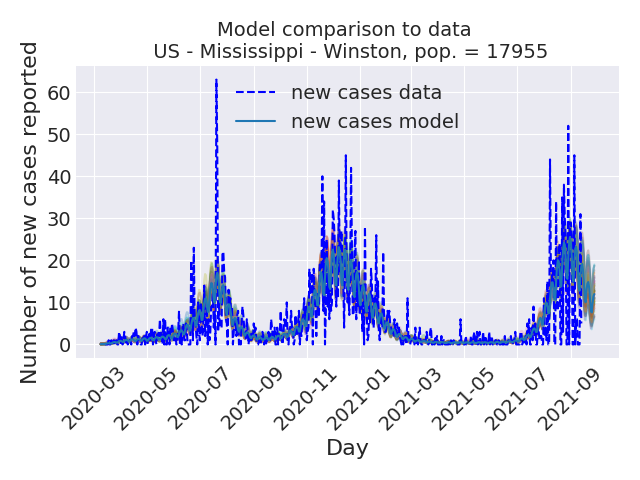 Model comparison to data
US - Mississippi - Winston, pop. = 17955
Number of new cases reported
60
50
40
30
20
10
0
new cases data
new cases model
2020-03
2020-05
2020-07
2020-09
2020-11
2021-01
2021-03
2021-05
2021-07
2021-09
Day